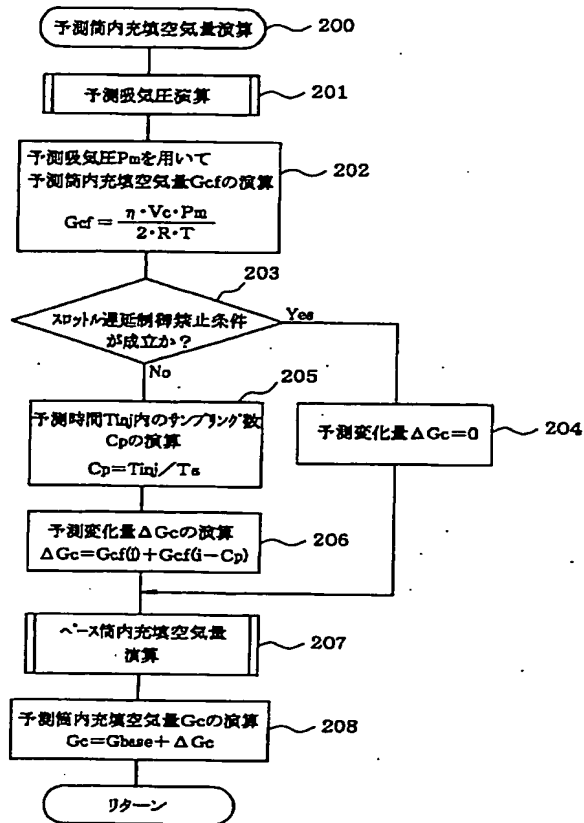 予測筒内充填空気量演算
200
予測吸気圧演算
201
予測吸気圧Pmを用いて
予測筒内充填空気量Gcfの演算
Gcf = η・Vc・Pm
2・R・T
202
203
スロットル遅延制御禁止条件
が成立か？
Yes
No
205
予測時間Tinj内のサンプリング数
Cpの演算
Cp=Tinj／Ts
予測変化量ΔGc=0
204
予測変化量ΔGcの演算
ΔGc=Gcf(i)+Gcf(i−Cp)
206
ベース筒内充填空気量
演算
207
予測筒内充填空気量Gcの演算
Gc=Gbase+ΔGc
208
リターン